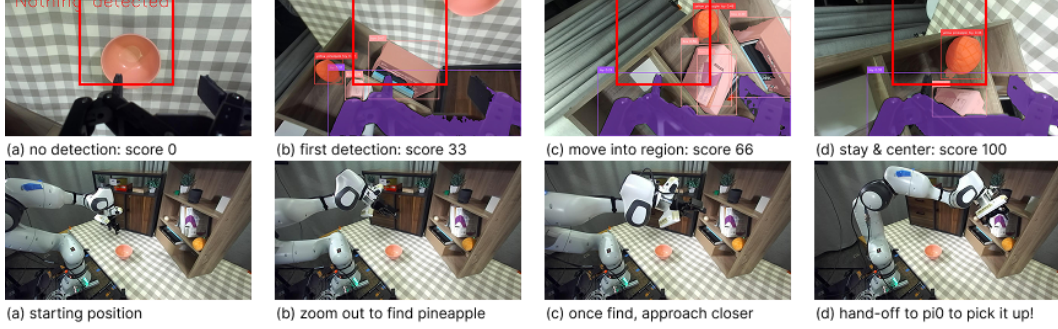 Nothing detected
(a) no detection: score 0
(b) first detection: score 33
(c) move into region: score 66
(d) stay & center: score 100
(a) starting position
(b) zoom out to find pineapple
(c) once find, approach closer
(d) hand-off to pi0 to pick it up!